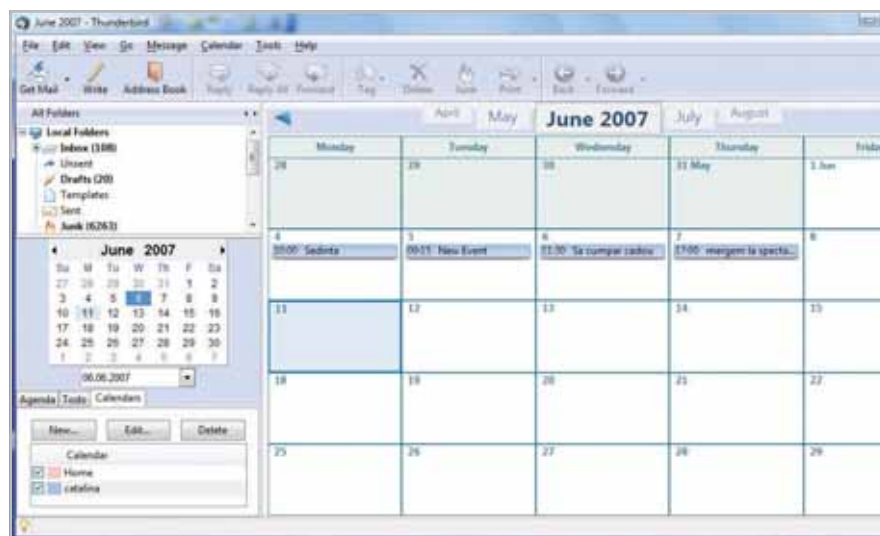 June 2007 - Thunderbird
File Edit View Go Message Calendar Tools Help
Get Mail Write Address Book Reply Reply All Forward Tag Delete Junk Print Back Forward
All Folders
Local Folders
Inbox (108)
Unsent
Drafts (20)
Templates
Sent
Junk (6263)
June 2007
Su M Tu W Th F Sa
27 28 29 30 31 1 2
3 4 5 6 7 8 9
10 11 12 13 14 15 16
17 18 19 20 21 22 23
24 25 26 27 28 29 30
1 2 3 4 5 6 7
06.06.2007
Agenda Todo Calendars
New... Edit... Delete
Calendar
Home
catalina
April May June 2007 July August
Monday Tuesday Wednesday Thursday Frida
28 29 30 31 May 1 Jun
4 5 6 7 8
Sedinta New Event Sa cumpar cadou 17:00 mergem la specta...
11 12 13 14 15
18 19 20 21 22
25 26 27 28 29